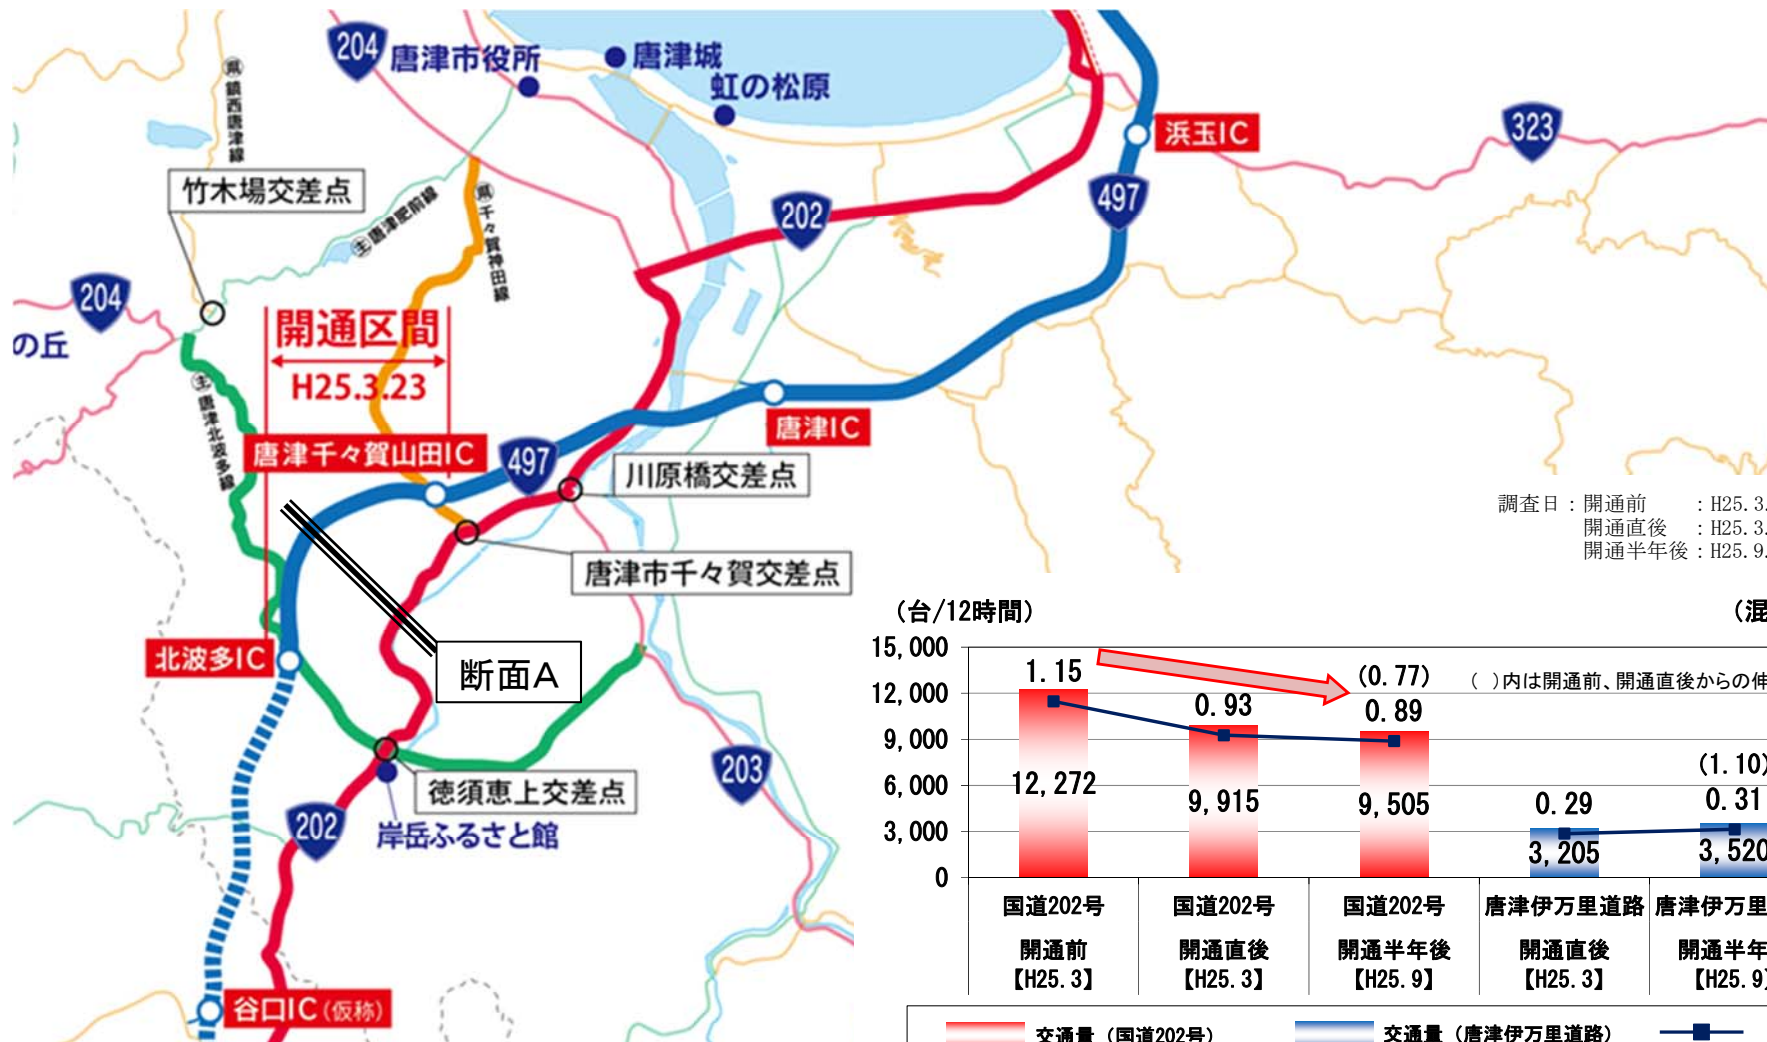 204
唐津市役所
唐津城
虹の松原
県 鎮西唐津線
浜玉IC
323
竹木場交差点
主 唐津肥前線
県 千々賀神田線
202
497
204
の丘
開通区間
H25.3.23
主 唐津北波多線
唐津千々賀山田IC
497
唐津IC
川原橋交差点
唐津市千々賀交差点
北波多IC
断面A
徳須恵上交差点
岸岳ふるさと館
203
202
谷口IC(仮称)
調査日：開通前　：H25.3.
開通直後　：H25.3.
開通半年後：H25.9.
(台/12時間)
(混
15,000
12,000
9,000
6,000
3,000
0
( )内は開通前、開通直後からの伸
1.15
0.93
(0.77)
0.89
0.29
(1.10)
0.31
12,272
9,915
9,505
3,205
3,520
国道202号 国道202号 国道202号 唐津伊万里道路 唐津伊万里
開通前 開通直後 開通半年後 開通直後 開通半年
【H25.3】 【H25.3】 【H25.9】 【H25.3】 【H25.9】
交通量（国道202号） 交通量（唐津伊万里道路）